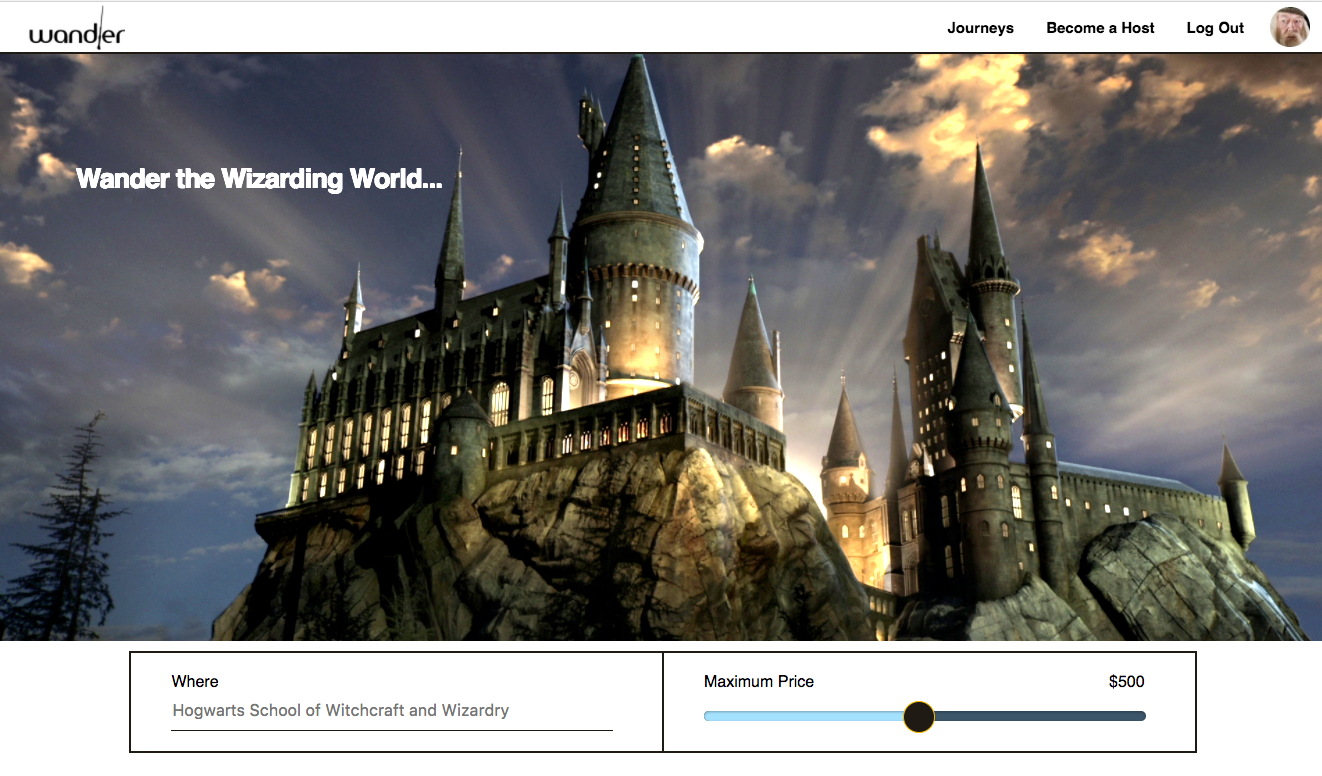 wander
Journeys
Become a Host
Log Out
Wander the Wizarding World...
Where
Hogwarts School of Witchcraft and Wizardry
Maximum Price
$500